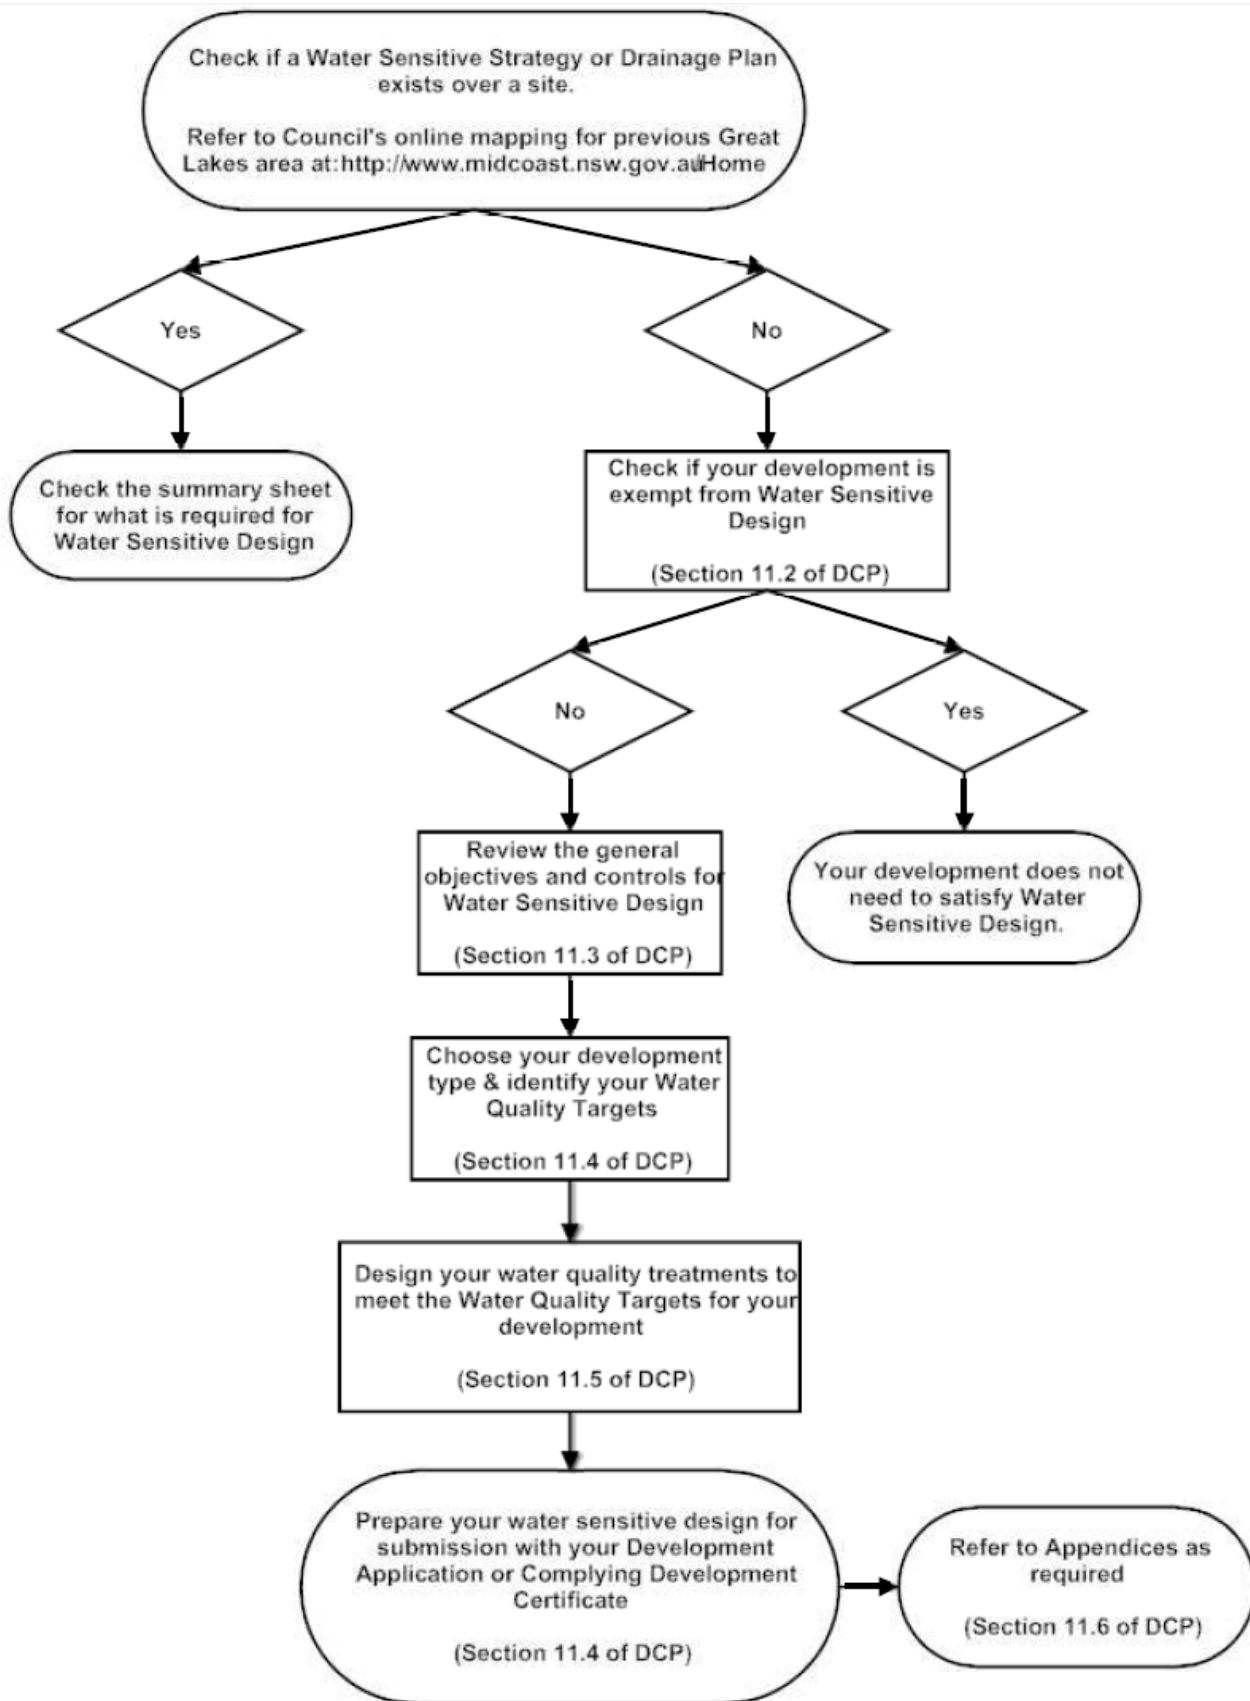 Check if a Water Sensitive Strategy or Drainage Plan
exists over a site.
Refer to Council's online mapping for previous Great
Lakes area at:http://www.midcoast.nsw.gov.au/Home
Yes
No
Check the summary sheet
for what is required for
Water Sensitive Design
Check if your development is
exempt from Water Sensitive
Design
(Section 11.2 of DCP)
No
Yes
Review the general
objectives and controls for
Water Sensitive Design
(Section 11.3 of DCP)
Your development does not
need to satisfy Water
Sensitive Design.
Choose your development
type & identify your Water
Quality Targets
(Section 11.4 of DCP)
Design your water quality treatments to
meet the Water Quality Targets for your
development
(Section 11.5 of DCP)
Prepare your water sensitive design for
submission with your Development
Application or Complying Development
Certificate
(Section 11.4 of DCP)
Refer to Appendices as
required
(Section 11.6 of DCP)